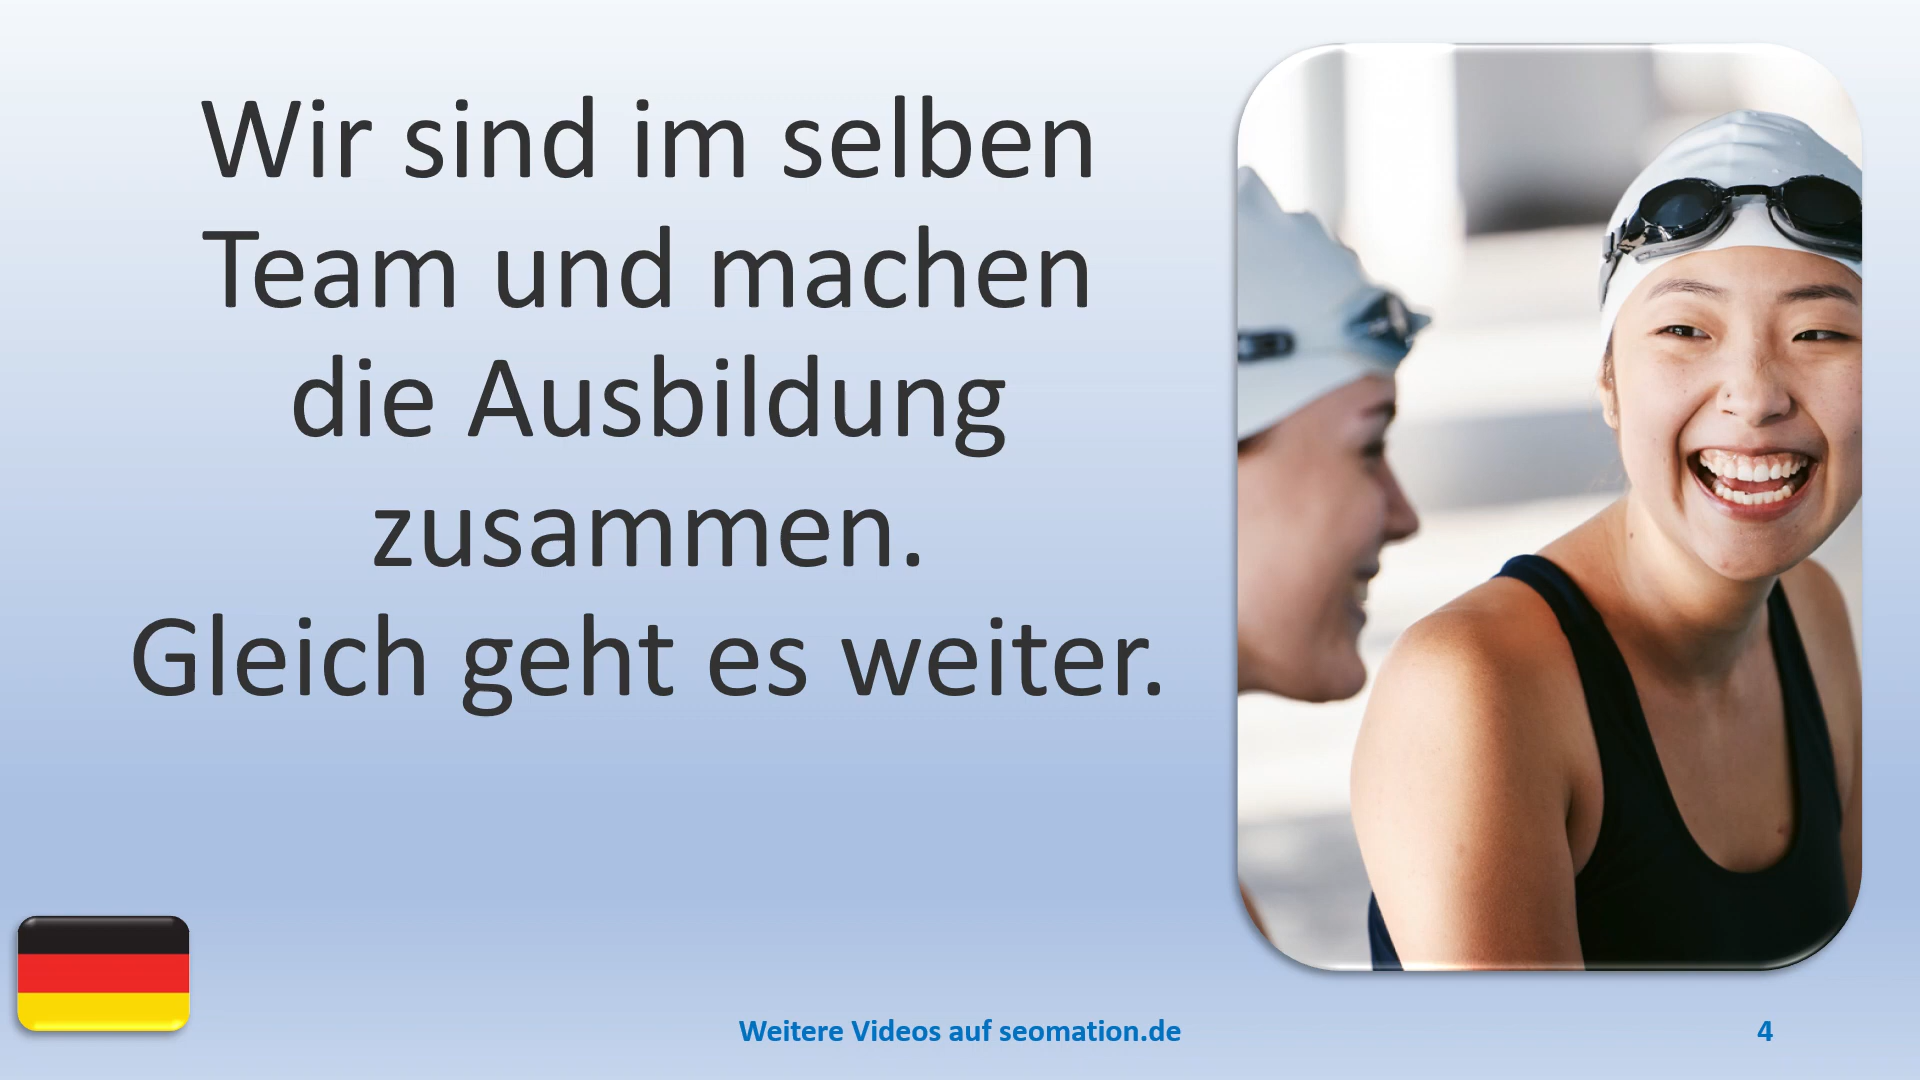 Wir sind im selben
Team und machen
die Ausbildung
zusammen.
Gleich geht es weiter.
Weitere Videos auf seomation.de
4